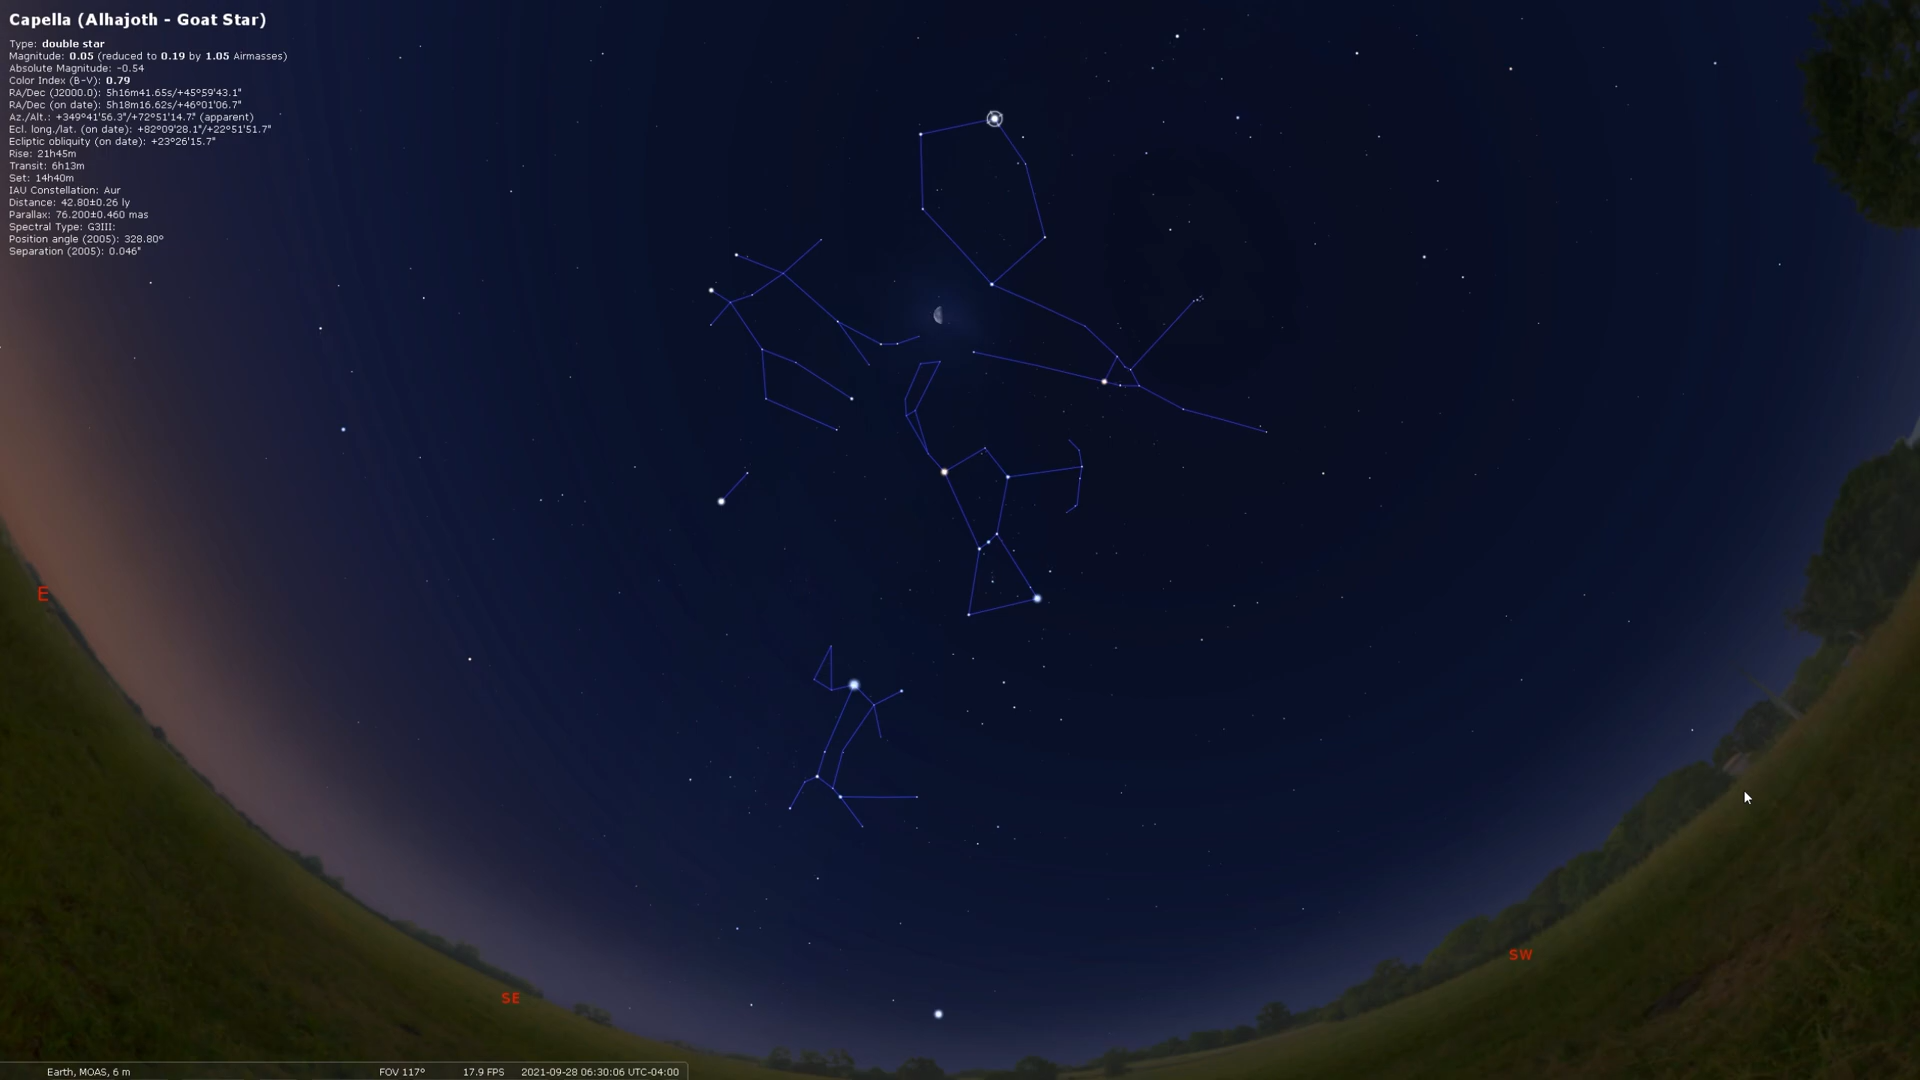 Capella (Alhajoth - Goat Star)
Type: double star
Magnitude: 0.05 (reduced to 0.19 by 1.05 Airmasses)
Absolute Magnitude: -0.54
Color Index (B-V): 0.79
RA/Dec (J2000.0): 5h16m41.65s/+45°59'43.1"
RA/Dec (on date): 5h18m16.62s/+46°01'06.7"
Az./Alt.: +349°41'56.3"/+72°51'14.7" (apparent)
Ecl. long./lat. (on date): +82°09'28.1"/+22°51'51.7"
Ecliptic obliquity (on date): +23°26'15.7"
Rise: 21h45m
Transit: 6h13m
Set: 14h40m
IAU Constellation: Aur
Distance: 42.80±0.26 ly
Parallax: 76.200±0.460 mas
Spectral Type: G3III:
Position angle (2005): 328.80°
Separation (2005): 0.046"
E
SW
SE
Earth, MOAS, 6 m FOV 117° 17.9 FPS 2021-09-28 06:30:06 UTC-04:00